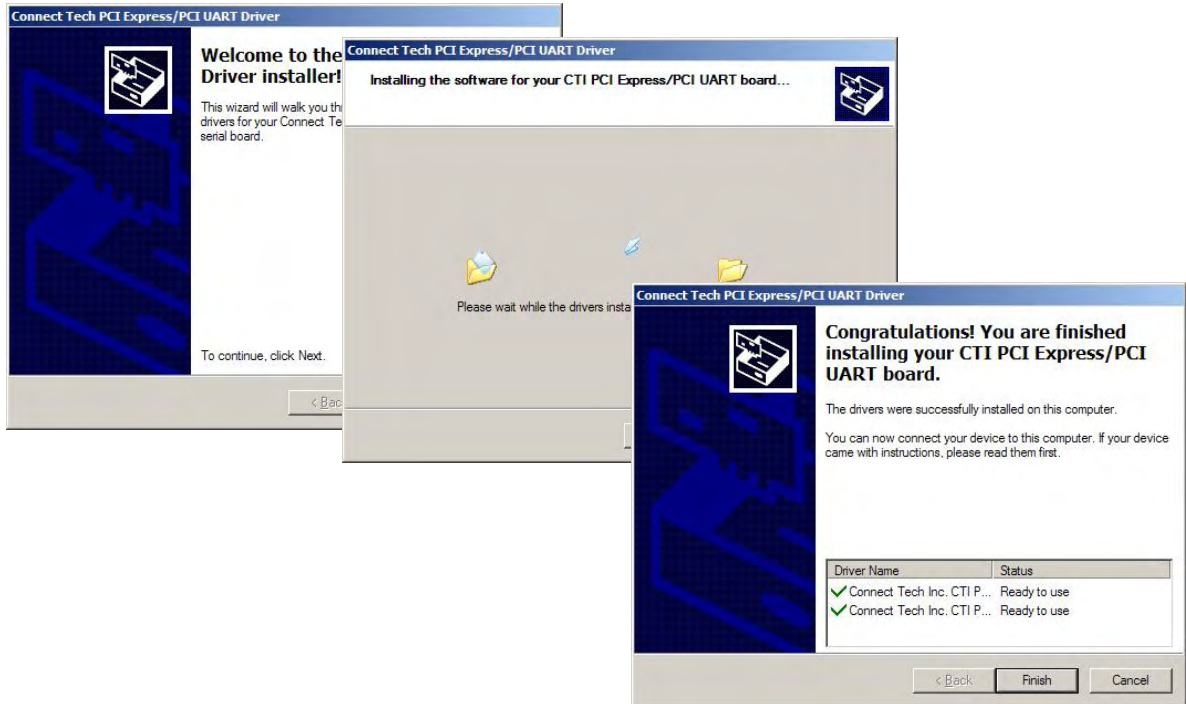 Connect Tech PCI Express/PCI UART Driver
Welcome to the
Driver installer!
This wizard will walk you
drivers for your Connect
serial board.
To continue, click Next.
< Bac
Connect Tech PCI Express/PCI UART Driver
Installing the software for your CTI PCI Express/PCI UART board...
Please wait while the drivers insta
Connect Tech PCI Express/PCI UART Driver
Congratulations! You are finished
installing your CTI PCI Express/PCI
UART board.
The drivers were successfully installed on this computer.
You can now connect your device to this computer. If your device
came with instructions, please read them first.
Driver Name Status
Connect Tech Inc. CTI P... Ready to use
Connect Tech Inc. CTI P... Ready to use
< Back Finish Cancel